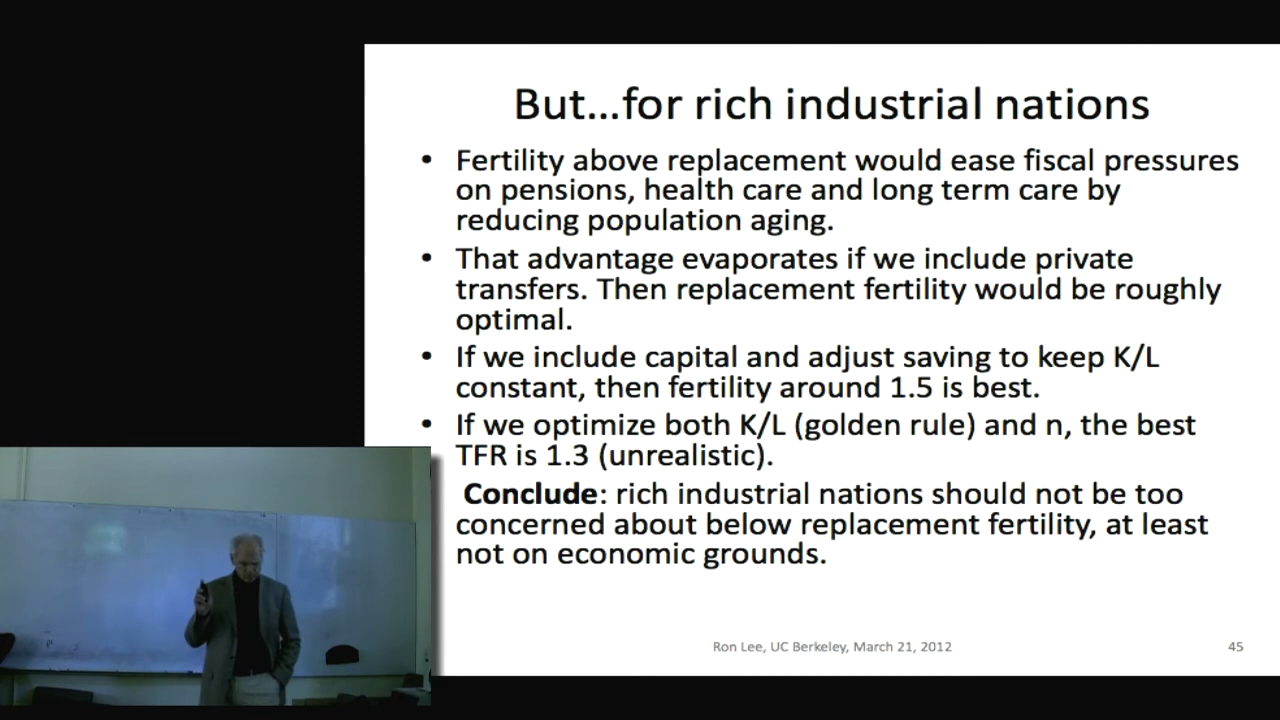 But...for rich industrial nations
• Fertility above replacement would ease fiscal pressures
on pensions, health care and long term care by
reducing population aging.
• That advantage evaporates if we include private
transfers. Then replacement fertility would be roughly
optimal.
• If we include capital and adjust saving to keep K/L
constant, then fertility around 1.5 is best.
• If we optimize both K/L (golden rule) and n, the best
TFR is 1.3 (unrealistic).
Conclude: rich industrial nations should not be too
concerned about below replacement fertility, at least
not on economic grounds.
Ron Lee, UC Berkeley, March 21, 2012
45